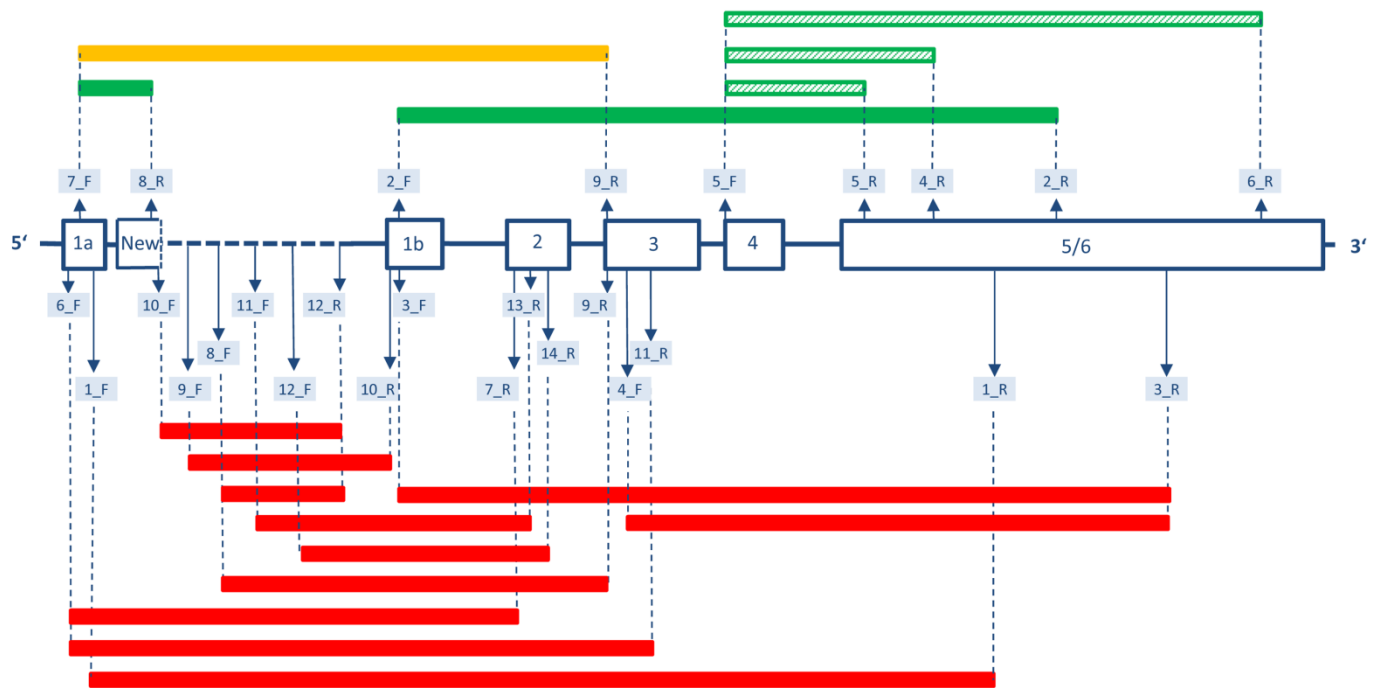 7_F 8_R 2_F 9_R 5_F 5_R 4_R 2_R 6_R
5‘ 1a New 1b 2 3 4 5/6 3‘
6_F 10_F 11_F 12_R 3_F 13_R 9_R
8_F 14_R 11_R
1_F 9_F 12_F 10_R 7_R 4_F 1_R 3_R